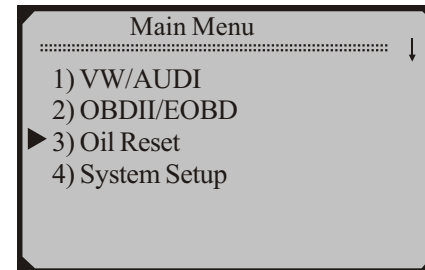 Main Menu
1) VW/AUDI
2) OBDII/EOBD
3) Oil Reset
4) System Setup